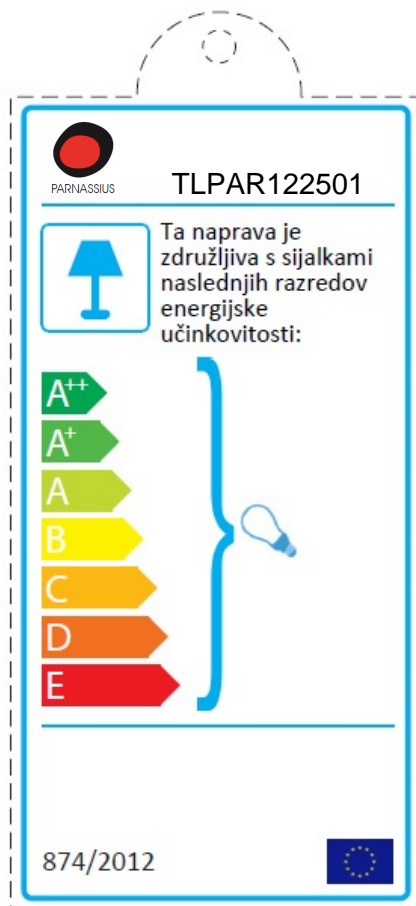 PARNASSIUS
TLPAR122501
Ta naprava je
združljiva s sijalkami
naslednjih razredov
energijske
učinkovitosti:
A++
A+
A
B
C
D
E
874/2012